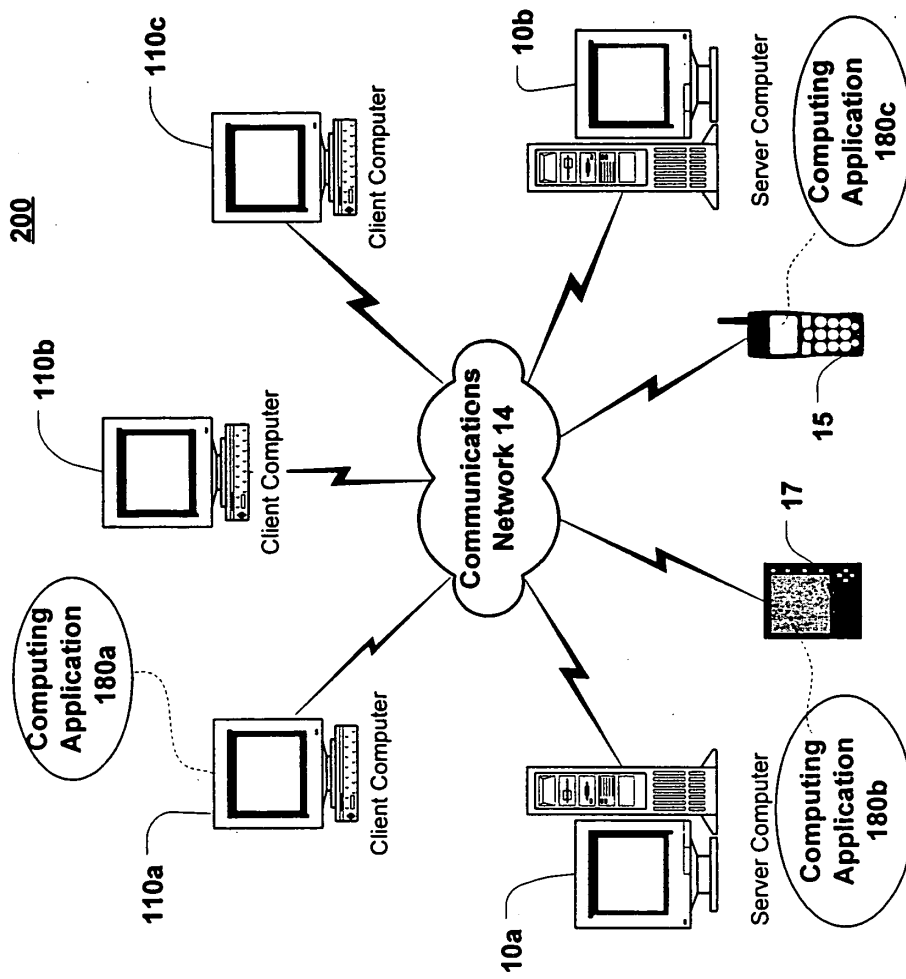 200
110a
110b
110c
Computing
Application
180a
Client Computer
Client Computer
Client Computer
Communications
Network 14
10a
Server Computer
Computing
Application
180b
17
15
10b
Server Computer
Computing
Application
180c